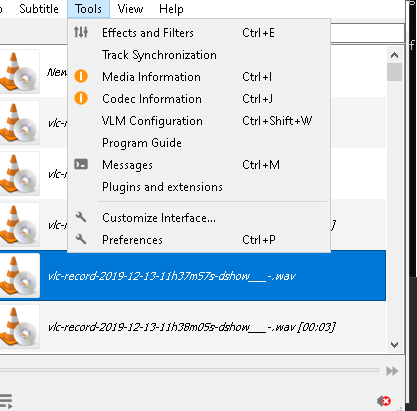 Subtitle Tools View Help
Effects and Filters Ctrl+E
New
Track Synchronization
Media Information Ctrl+I
Codec Information Ctrl+J
vlc-r
VLM Configuration Ctrl+Shift+W
Program Guide
Messages Ctrl+M
vlc-r
Plugins and extensions
Customize Interface...
vlc-r ]
Preferences Ctrl+P
vlc-record-2019-12-13-11h37m57s-dshow___-.wav
vlc-record-2019-12-13-11h38m05s-dshow___-.wav [00:03]